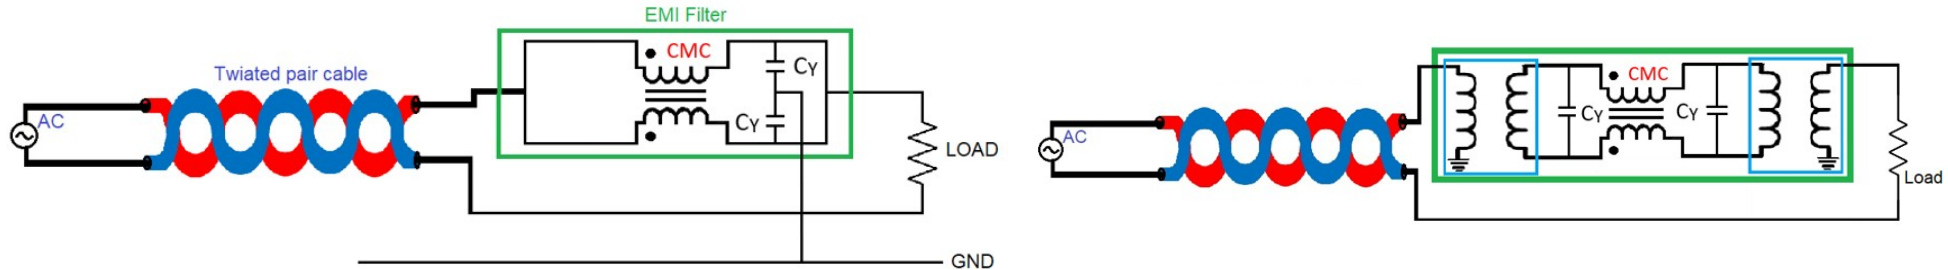 EMI Filter
CMC
CY
Twiated pair cable
AC
CY
LOAD
GND
CMC
CY
CY
AC
Load